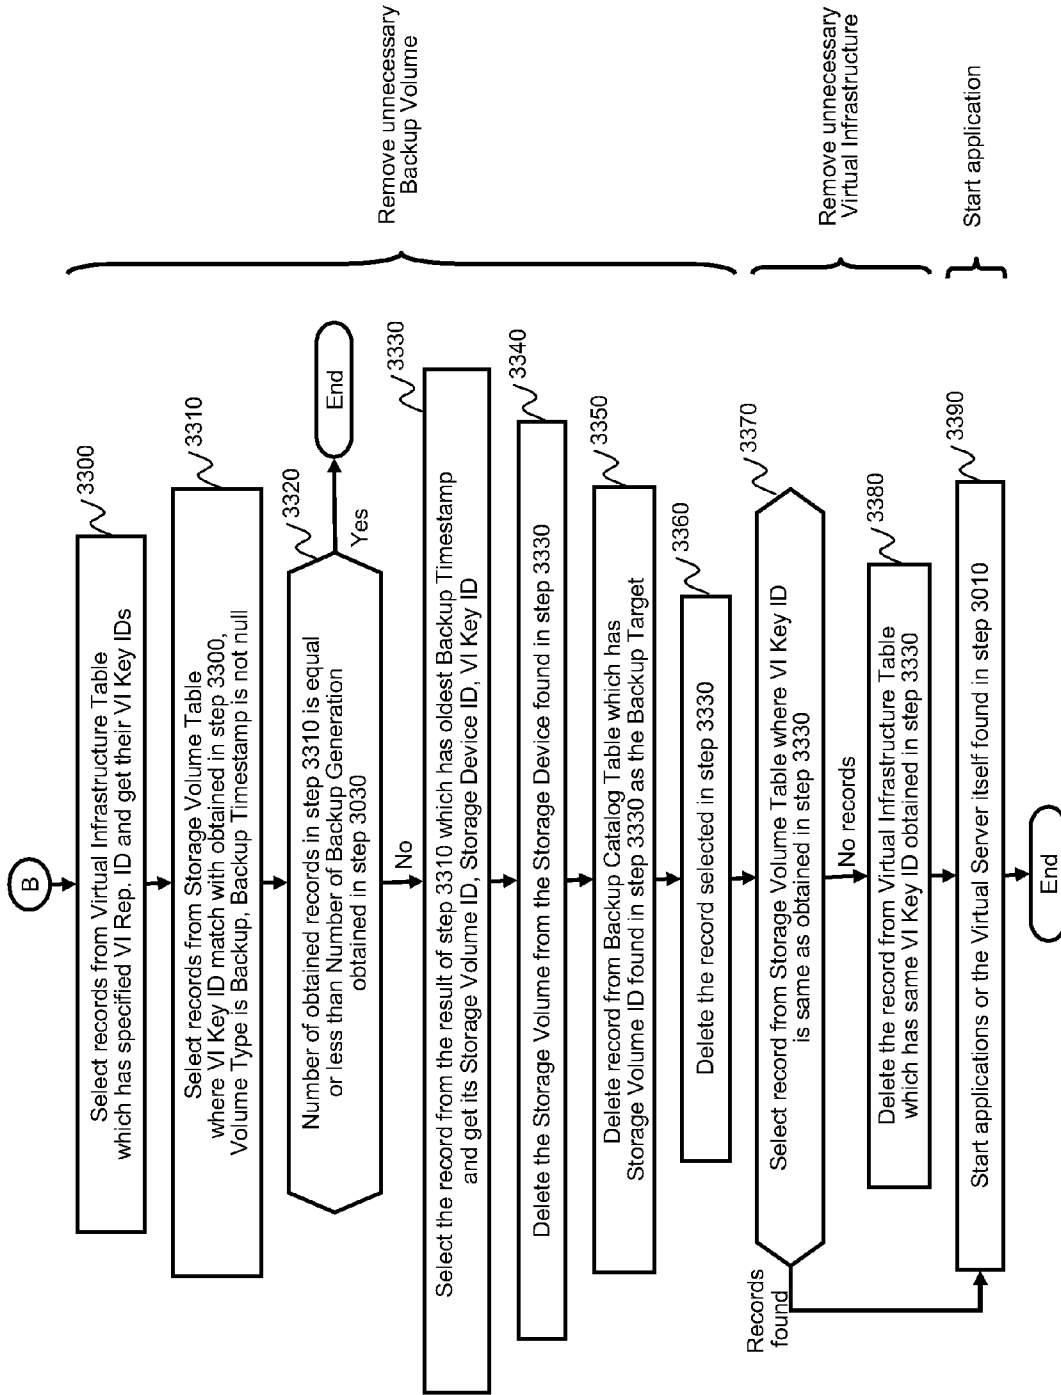 B
3300
Select records from Virtual Infrastructure Table
which has specified VI Rep. ID and get their VI Key IDs
3310
Select records from Storage Volume Table
where VI Key ID match with obtained in step 3300,
Volume Type is Backup, Backup Timestamp is not null
3320
Number of obtained records in step 3310 is equal
or less than Number of Backup Generation
obtained in step 3030
Yes
End
No
3330
Select the record from the result of step 3310 which has oldest Backup Timestamp
and get its Storage Volume ID, Storage Device ID, VI Key ID
3340
Delete the Storage Volume from the Storage Device found in step 3330
3350
Delete record from Backup Catalog Table which has
Storage Volume ID found in step 3330 as the Backup Target
3360
Delete the record selected in step 3330
Remove unnecessary
Backup Volume
3370
Select record from Storage Volume Table where VI Key ID
is same as obtained in step 3330
Records
found
No records
3380
Delete the record from Virtual Infrastructure Table
which has same VI Key ID obtained in step 3330
Remove unnecessary
Virtual Infrastructure
3390
Start applications or the Virtual Server itself found in step 3010
Start application
End